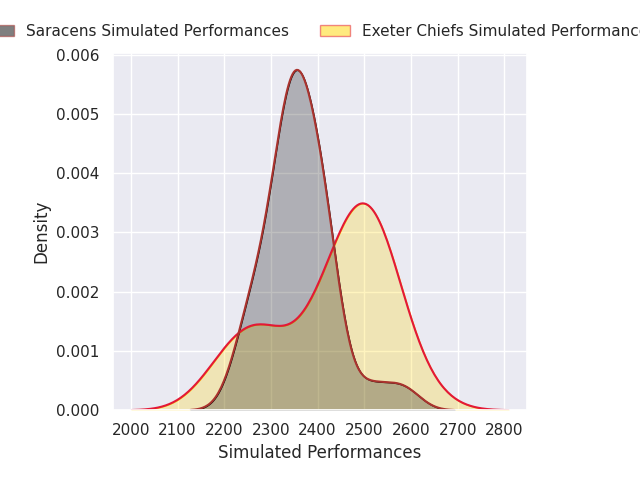 Saracens Simulated Performances
Exeter Chiefs Simulated Performanc
0.006
0.005
0.004
0.003
0.002
0.001
0.000
Density
2000 2100 2200 2300 2400 2500 2600 2700 2800
Simulated Performances